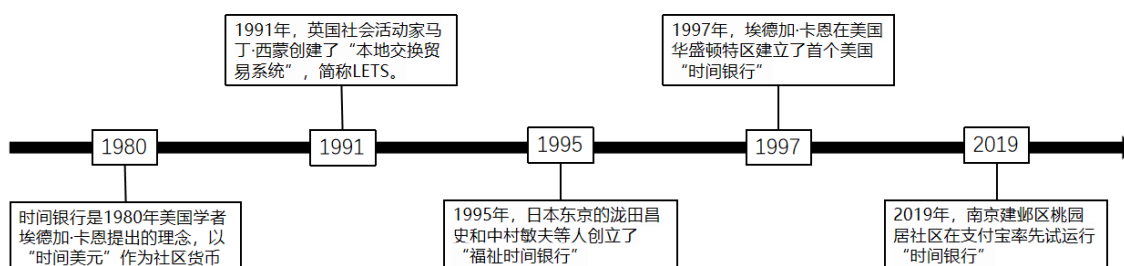 1991年，英国社会活动家马
丁·西蒙创建了“本地交换贸
易系统”，简称LETS。
1997年，埃德加·卡恩在美国
华盛顿特区建立了首个美国
“时间银行”
1980
1991
1995
1997
2019
时间银行是1980年美国学者
埃德加·卡恩提出的理念，以
“时间美元”作为社区货币
1995年，日本东京的泷田昌
史和中村敏夫等人创立了
“福祉时间银行”
2019年，南京建邺区桃园
居社区在支付宝率先试运行
“时间银行”